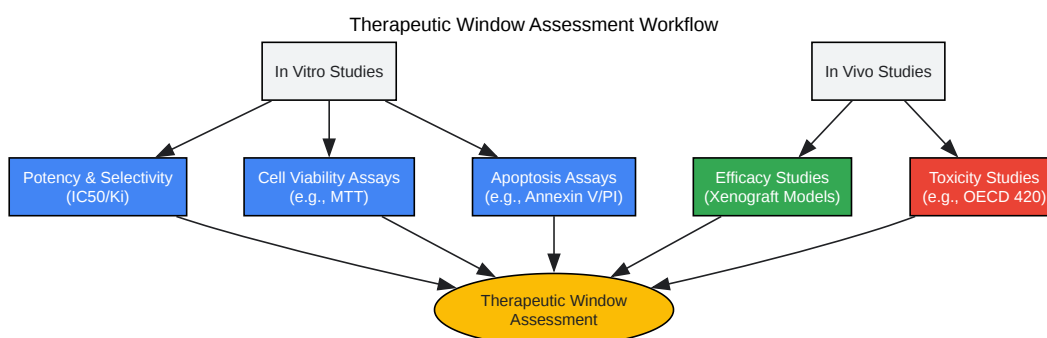 Therapeutic Window Assessment Workflow
In Vitro Studies
In Vivo Studies
Potency & Selectivity
(IC50/Ki)
Cell Viability Assays
(e.g., MTT)
Apoptosis Assays
(e.g., Annexin V/PI)
Efficacy Studies
(Xenograft Models)
Toxicity Studies
(e.g., OECD 420)
Therapeutic Window
Assessment